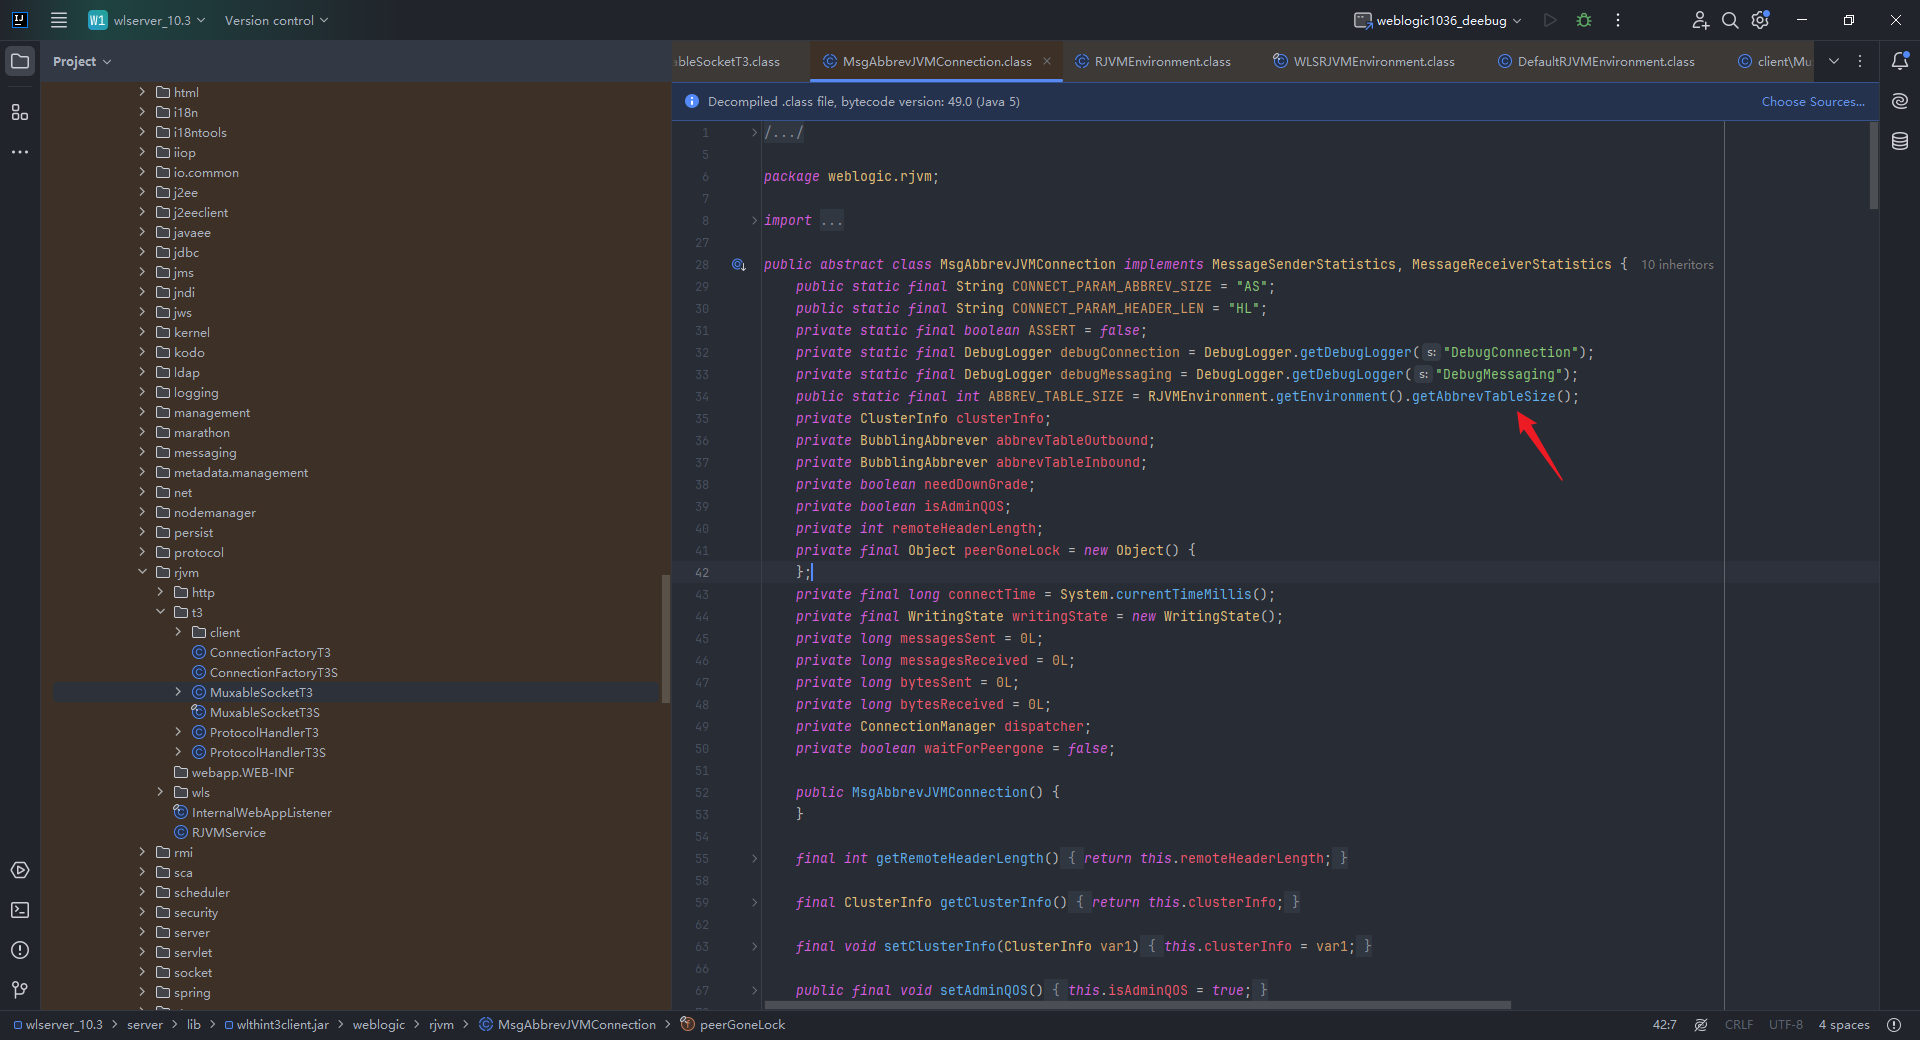 W1 wlserver_10.3 Version control weblogic1036_deebug
Project
ableSocketT3.class MsgAbbrevJVMConnection.class RJVMEnvironment.class WLSRJVMEnvironment.class DefaultRJVMEnvironment.class client\Mu
Decompiled .class file, bytecode version: 49.0 (Java 5) Choose Sources...
html
i18n
i18ntools
iiop
io.common
j2ee
j2eeclient
javaee
jdbc
jms
jndi
jws
kernel
kodo
ldap
logging
management
marathon
messaging
metadata.management
net
nodemanager
persist
protocol
rjvm
http
t3
client
ConnectionFactoryT3
ConnectionFactoryT3S
MuxableSocketT3
MuxableSocketT3S
ProtocolHandlerT3
ProtocolHandlerT3S
webapp.WEB-INF
wls
InternalWebAppListener
RJVMService
rmi
sca
scheduler
security
server
servlet
socket
spring
1 /.../
5
6 package weblogic.rjvm;
7
8 import ...
27
28 public abstract class MsgAbbrevJVMConnection implements MessageSenderStatistics, MessageReceiverStatistics { 10 inheritors
29 public static final String CONNECT_PARAM_ABBREV_SIZE = "AS";
30 public static final String CONNECT_PARAM_HEADER_LEN = "HL";
31 private static final boolean ASSERT = false;
32 private static final DebugLogger debugConnection = DebugLogger.getDebugLogger( s: "DebugConnection");
33 private static final DebugLogger debugMessaging = DebugLogger.getDebugLogger( s: "DebugMessaging");
34 public static final int ABBREV_TABLE_SIZE = RJVMEnvironment.getEnvironment().getAbbrevTableSize();
35 private ClusterInfo clusterInfo;
36 private BubblingAbbrever abbrevTableOutbound;
37 private BubblingAbbrever abbrevTableInbound;
38 private boolean needDownGrade;
39 private boolean isAdminQOS;
40 private int remoteHeaderLength;
41 private final Object peerGoneLock = new Object() {
42 };
43 private final long connectTime = System.currentTimeMillis();
44 private final WritingState writingState = new WritingState();
45 private long messagesSent = 0L;
46 private long messagesReceived = 0L;
47 private long bytesSent = 0L;
48 private long bytesReceived = 0L;
49 private ConnectionManager dispatcher;
50 private boolean waitForPeergone = false;
51
52 public MsgAbbrevJVMConnection() {
53 }
54
55 final int getRemoteHeaderLength() { return this.remoteHeaderLength; }
58
59 final ClusterInfo getClusterInfo() { return this.clusterInfo; }
62
63 final void setClusterInfo(ClusterInfo var1) { this.clusterInfo = var1; }
66
67 public final void setAdminQOS() { this.isAdminQOS = true; }
wlserver_10.3 > server > lib > wlthint3client.jar > weblogic > rjvm > MsgAbbrevJVMConnection > peerGoneLock 42:7 CRLF UTF-8 4 spaces